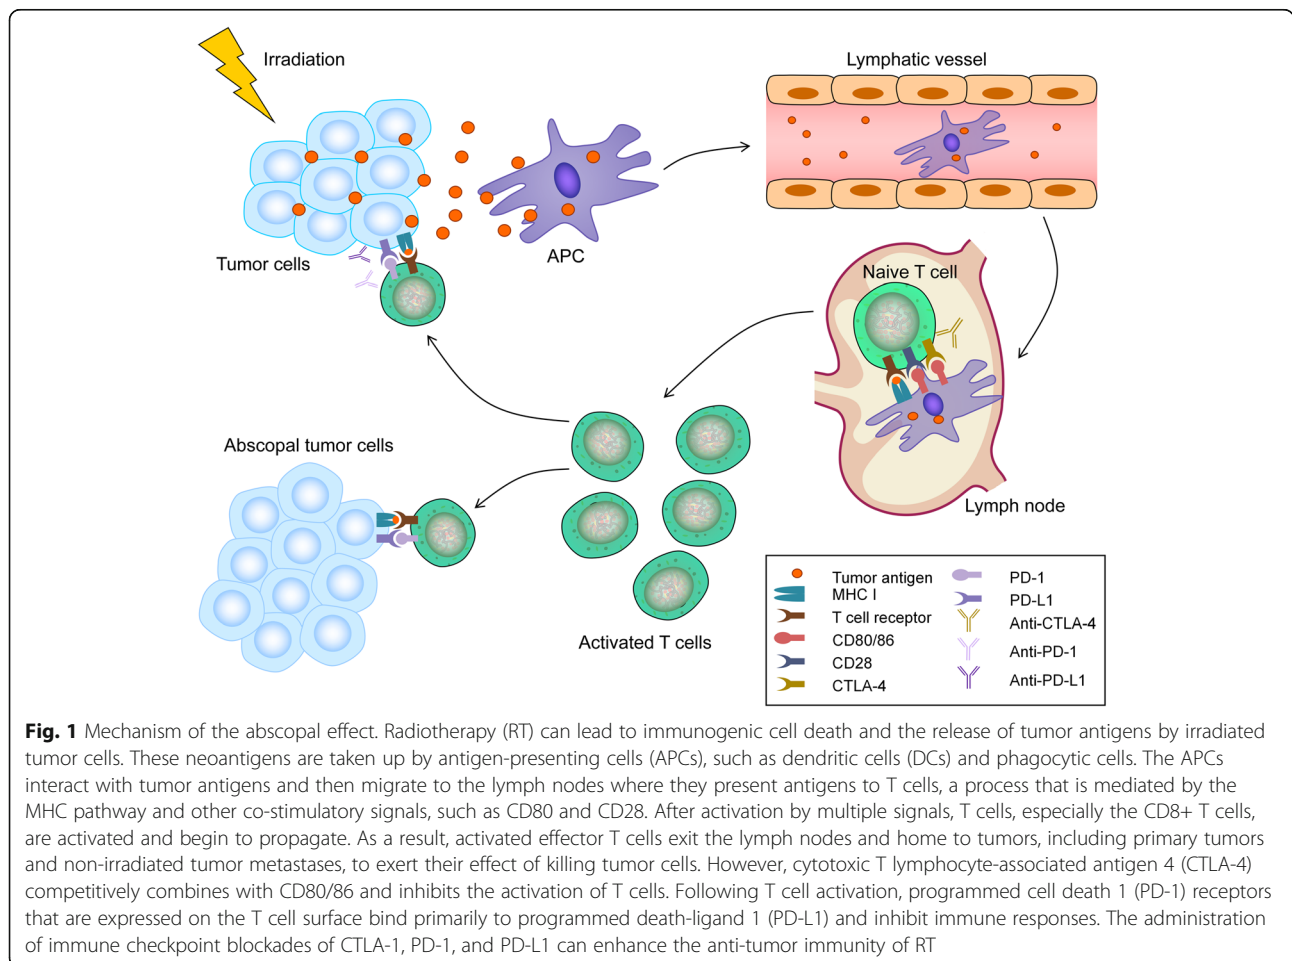 Irradiation
Lymphatic vessel
Tumor cells
APC
Naive T cell
Abscopal tumor cells
Lymph node
Activated T cells
Tumor antigen
MHC I
T cell receptor
CD80/86
CD28
CTLA-4
PD-1
PD-L1
Anti-CTLA-4
Anti-PD-1
Anti-PD-L1
Fig. 1 Mechanism of the abscopal effect. Radiotherapy (RT) can lead to immunogenic cell death and the release of tumor antigens by irradiated
tumor cells. These neoantigens are taken up by antigen-presenting cells (APCs), such as dendritic cells (DCs) and phagocytic cells. The APCs
interact with tumor antigens and then migrate to the lymph nodes where they present antigens to T cells, a process that is mediated by the
MHC pathway and other co-stimulatory signals, such as CD80 and CD28. After activation by multiple signals, T cells, especially the CD8+ T cells,
are activated and begin to propagate. As a result, activated effector T cells exit the lymph nodes and home to tumors, including primary tumors
and non-irradiated tumor metastases, to exert their effect of killing tumor cells. However, cytotoxic T lymphocyte-associated antigen 4 (CTLA-4)
competitively combines with CD80/86 and inhibits the activation of T cells. Following T cell activation, programmed cell death 1 (PD-1) receptors
that are expressed on the T cell surface bind primarily to programmed death-ligand 1 (PD-L1) and inhibit immune responses. The administration
of immune checkpoint blockades of CTLA-1, PD-1, and PD-L1 can enhance the anti-tumor immunity of RT